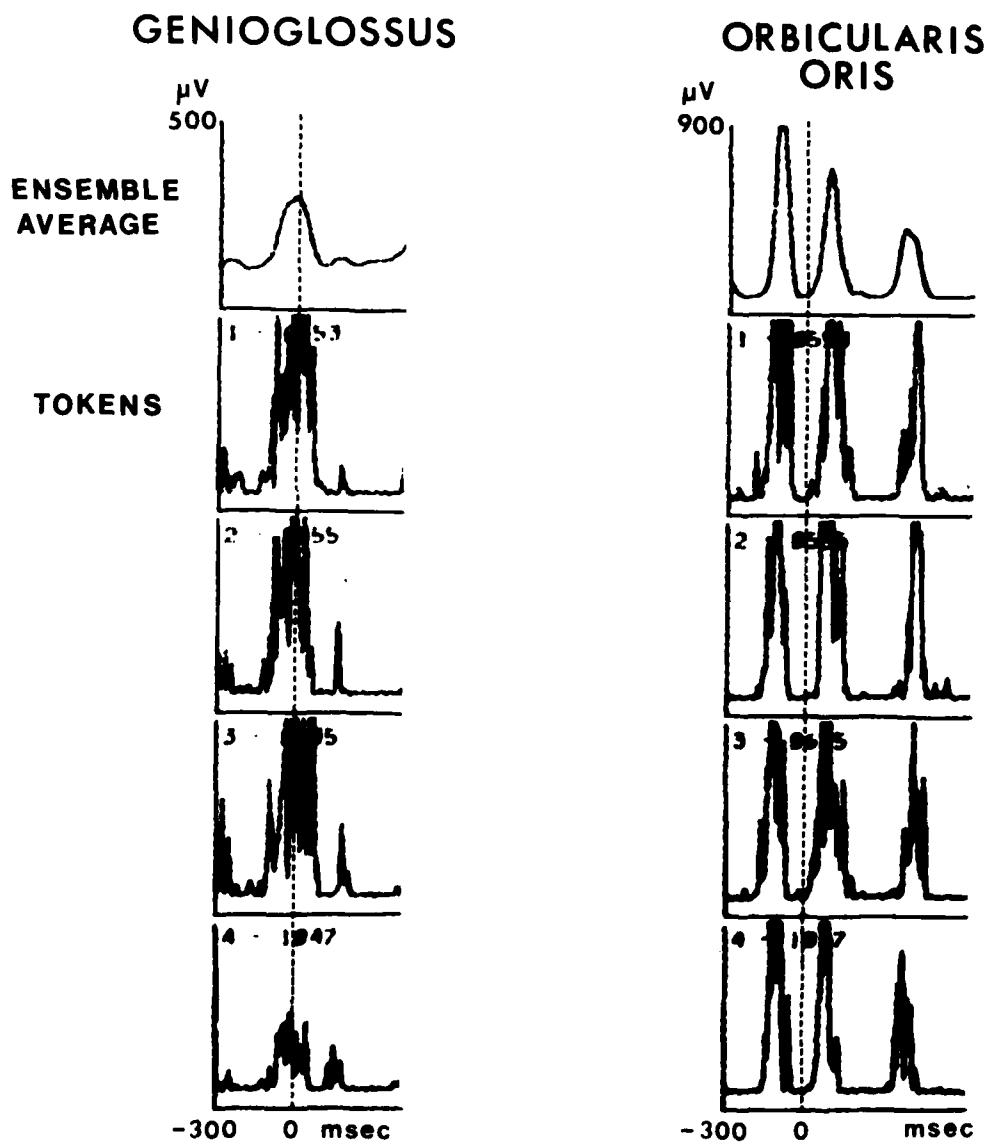 GENIOGLOSSUS
ORBICULARIS
ORIS
μV
500
μV
900
ENSEMBLE
AVERAGE
TOKENS
1
1
2
2
3
3
4
4
-300 0 msec
-300 0 msec